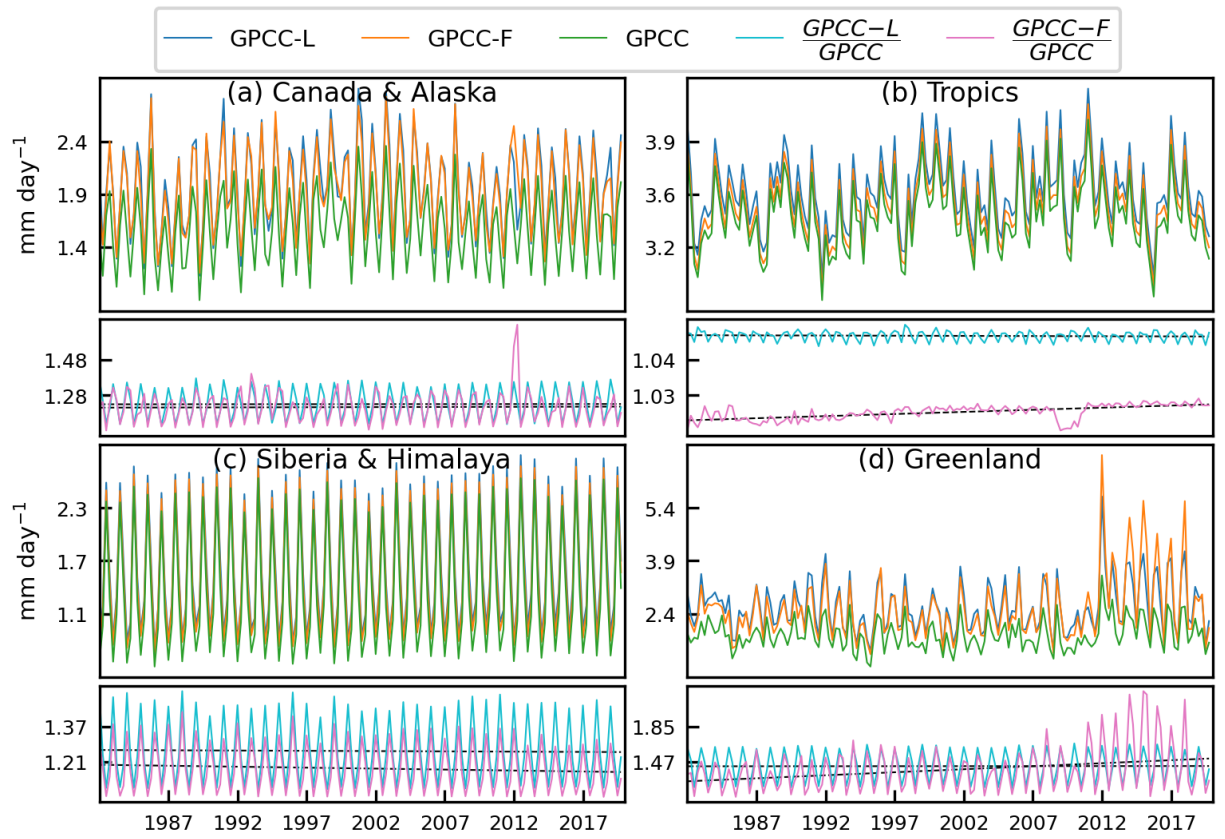 GPCC-L GPCC-F GPCC GPCC−L/GPCC GPCC−F/GPCC
(a) Canada & Alaska
mm day⁻¹
2.4
1.9
1.4
1.48
1.28
(b) Tropics
3.9
3.6
3.2
1.04
1.03
(c) Siberia & Himalaya
mm day⁻¹
2.3
1.7
1.1
1.37
1.21
1987 1992 1997 2002 2007 2012 2017
(d) Greenland
5.4
3.9
2.4
1.85
1.47
1987 1992 1997 2002 2007 2012 2017